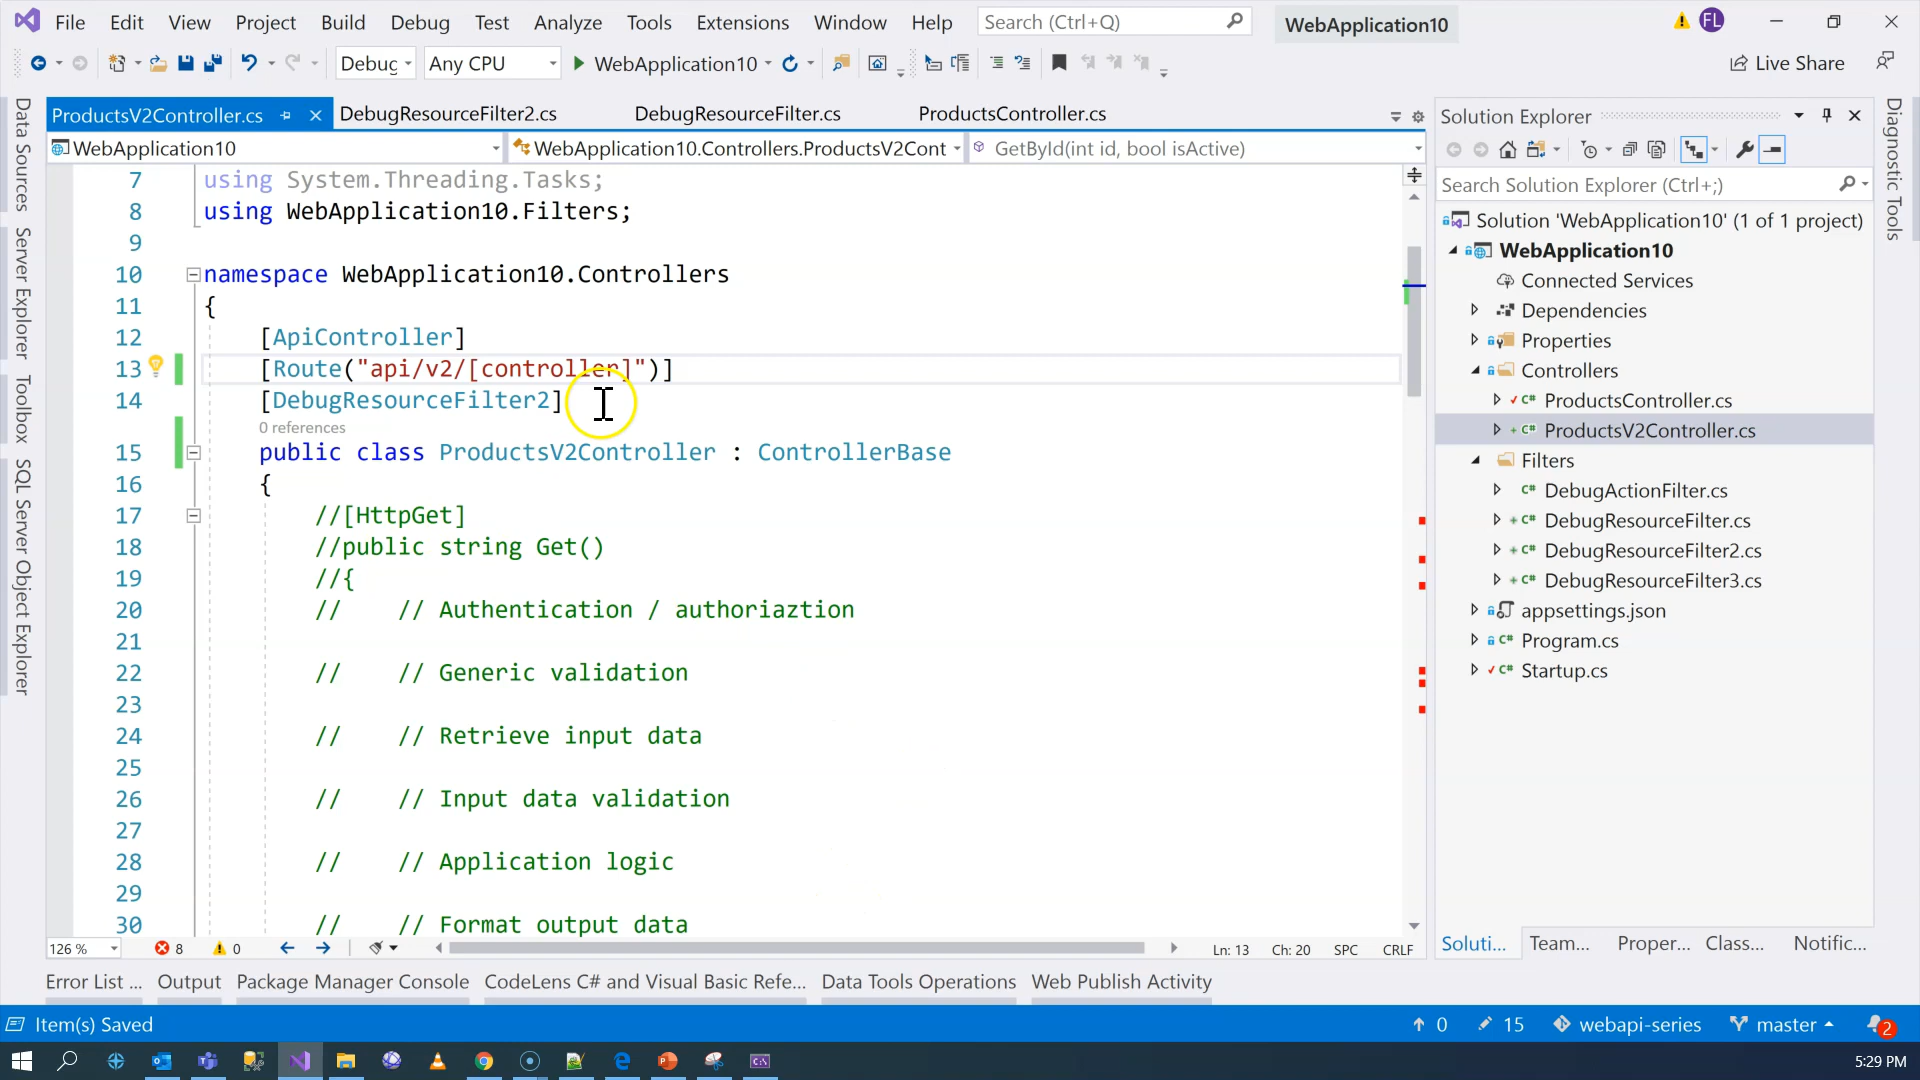 File Edit View Project Build Debug Test Analyze Tools Extensions Window Help Search (Ctrl+Q) WebApplication10 FL
Debug Any CPU WebApplication10 Live Share
ProductsV2Controller.cs DebugResourceFilter2.cs DebugResourceFilter.cs ProductsController.cs
WebApplication10 WebApplication10.Controllers.ProductsV2Cont GetById(int id, bool isActive)
7 using System.Threading.Tasks;
8 using WebApplication10.Filters;
9
10 namespace WebApplication10.Controllers
11 {
12 [ApiController]
13 [Route("api/v2/[controller]")]
14 [DebugResourceFilter2]
0 references
15 public class ProductsV2Controller : ControllerBase
16 {
17 //[HttpGet]
18 //public string Get()
19 //{
20 // // Authentication / authoriaztion
21
22 // // Generic validation
23
24 // // Retrieve input data
25
26 // // Input data validation
27
28 // // Application logic
29
30 // // Format output data
126 % 8 0 Ln: 13 Ch: 20 SPC CRLF
Data Sources
Server Explorer
Toolbox
SQL Server Object Explorer
Solution Explorer
Search Solution Explorer (Ctrl+;)
Solution 'WebApplication10' (1 of 1 project)
WebApplication10
Connected Services
Dependencies
Properties
Controllers
C# ProductsController.cs
C# ProductsV2Controller.cs
Filters
C# DebugActionFilter.cs
C# DebugResourceFilter.cs
C# DebugResourceFilter2.cs
C# DebugResourceFilter3.cs
appsettings.json
C# Program.cs
C# Startup.cs
Soluti... Team... Proper... Class... Notific...
Diagnostic Tools
Error List ... Output Package Manager Console CodeLens C# and Visual Basic Refe... Data Tools Operations Web Publish Activity
Item(s) Saved 0 15 webapi-series master 2
5:29 PM